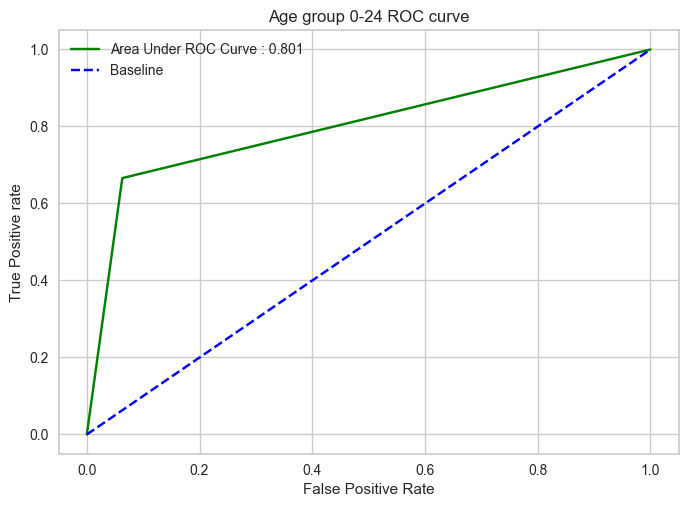 Age group 0-24 ROC curve
Area Under ROC Curve : 0.801
Baseline
1.0
0.8
0.6
0.4
0.2
0.0
True Positive rate
0.0 0.2 0.4 0.6 0.8 1.0
False Positive Rate